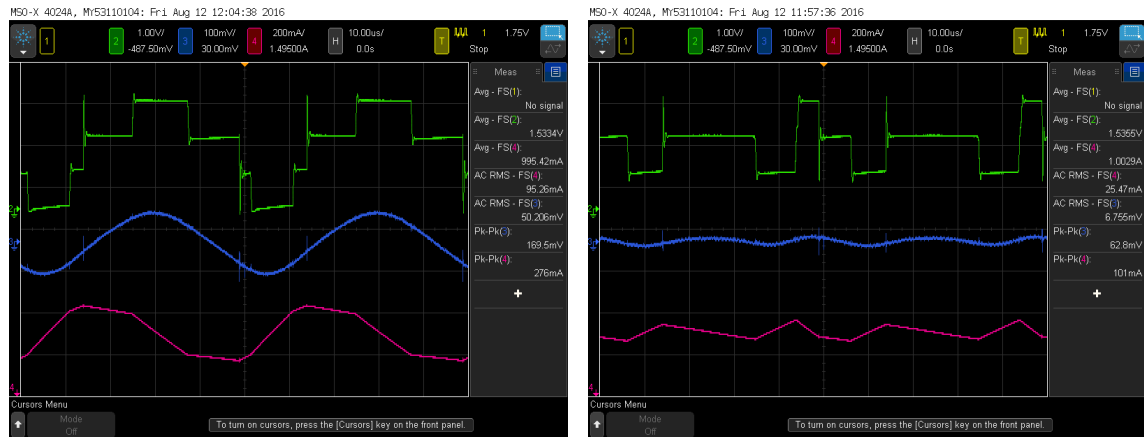 MSO-X 4024A, MY53110104: Fri Aug 12 12:04:38 2016
1
2 1.00V/ -487.50mV
3 100mV/ 30.00mV
4 200mA/ 1.49500A
H 10.00us/ 0.0s
T 1 1.75V
Stop
Meas
Avg - FS(1):
No signal
Avg - FS(2):
1.5334V
Avg - FS(4):
995.42mA
AC RMS - FS(4):
95.26mA
AC RMS - FS(3):
50.206mV
Pk-Pk(3):
169.5mV
Pk-Pk(4):
276mA
+
2
3
4
Cursors Menu
Mode
Off
To turn on cursors, press the [Cursors] key on the front panel.
MSO-X 4024A, MY53110104: Fri Aug 12 11:57:36 2016
1
2 1.00V/ -487.50mV
3 100mV/ 30.00mV
4 200mA/ 1.49500A
H 10.00us/ 0.0s
T 1 1.75V
Stop
Meas
Avg - FS(1):
No signal
Avg - FS(2):
1.5355V
Avg - FS(4):
1.0029A
AC RMS - FS(4):
25.47mA
AC RMS - FS(3):
6.755mV
Pk-Pk(3):
62.8mV
Pk-Pk(4):
101mA
+
2
3
4
Cursors Menu
Mode
Off
To turn on cursors, press the [Cursors] key on the front panel.